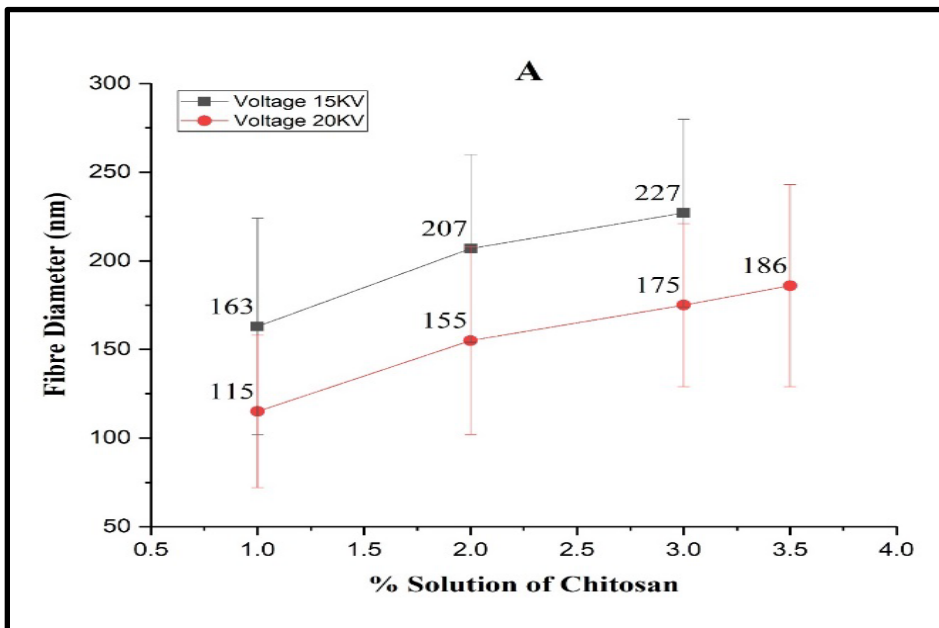 A
300
250
200
150
100
50
Fibre Diameter (nm)
Voltage 15KV
Voltage 20KV
163
207
227
115
155
175
186
0.5 1.0 1.5 2.0 2.5 3.0 3.5 4.0
% Solution of Chitosan